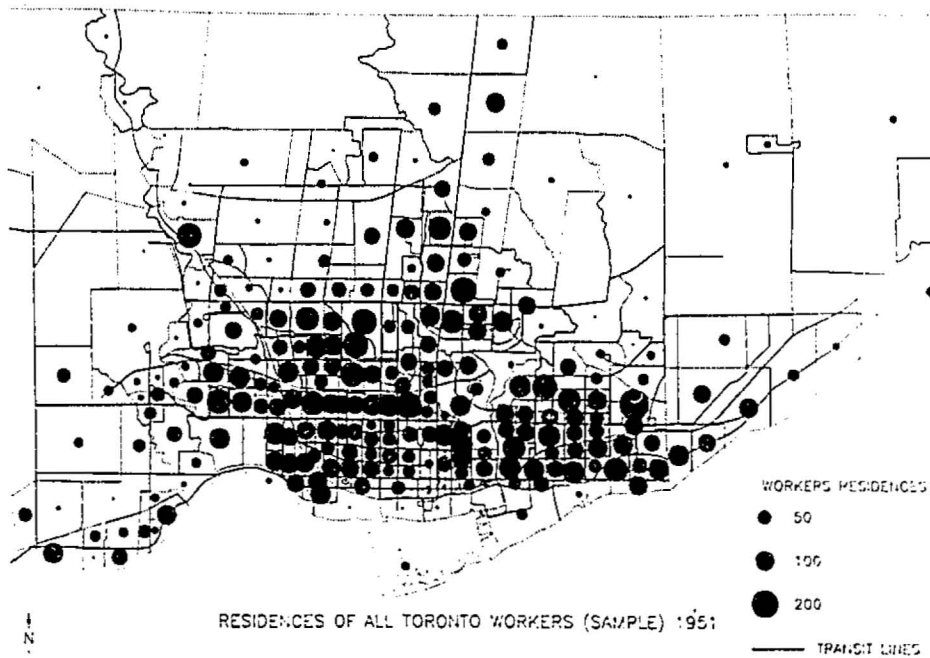 WORKERS RESIDENCES
50
100
200
RESIDENCES OF ALL TORONTO WORKERS (SAMPLE) 1951
TRANSIT LINES
N